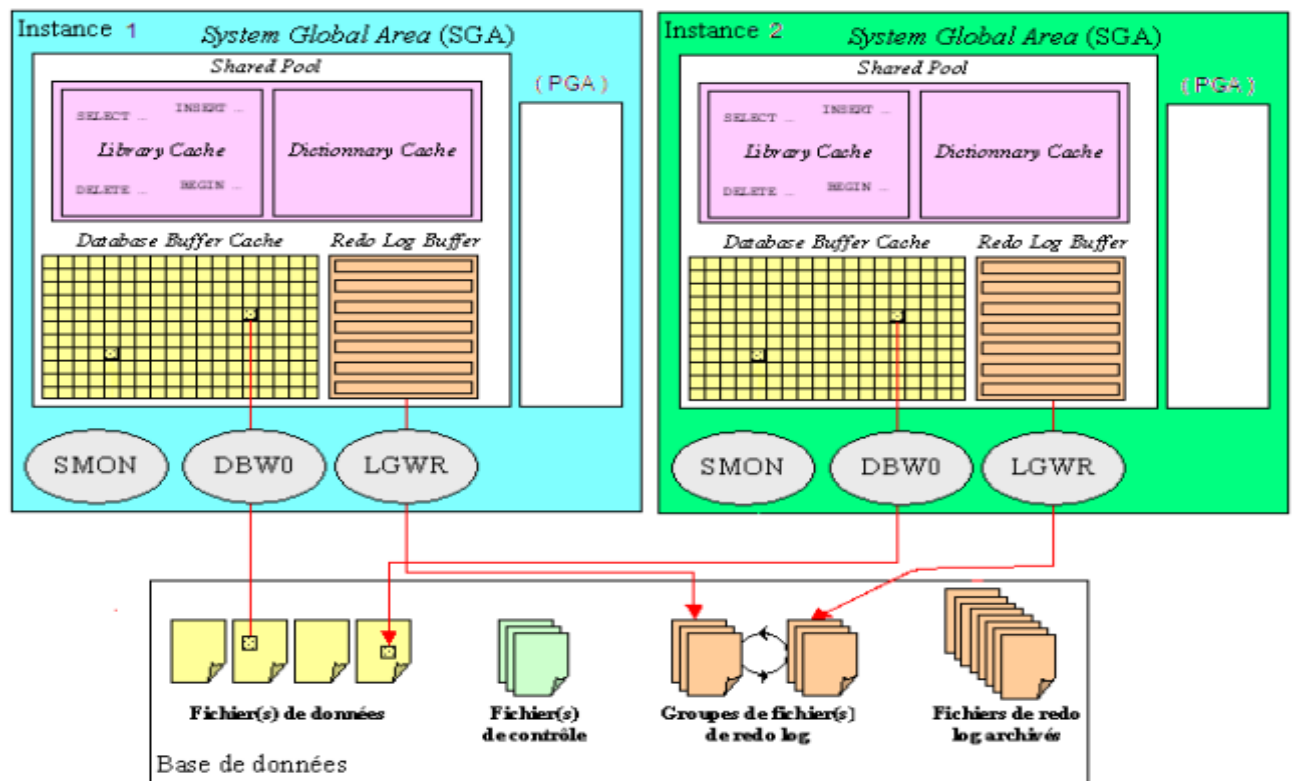 Instance 1
System Global Area (SGA)
Shared Pool
( PGA )
SELECT ...
INSERT ...
Library Cache
DELETE ...
BEGIN ...
Dictionnary Cache
Database Buffer Cache
Redo Log Buffer
SMON
DBW0
LGWR
Instance 2
System Global Area (SGA)
Shared Pool
( PGA )
SELECT ...
INSERT ...
Library Cache
DELETE ...
BEGIN ...
Dictionnary Cache
Database Buffer Cache
Redo Log Buffer
SMON
DBW0
LGWR
Fichier(s) de données
Fichier(s)
de contrôle
Groupes de fichier(s]
de redo log
Fichiers de redo
log archivés
Base de données